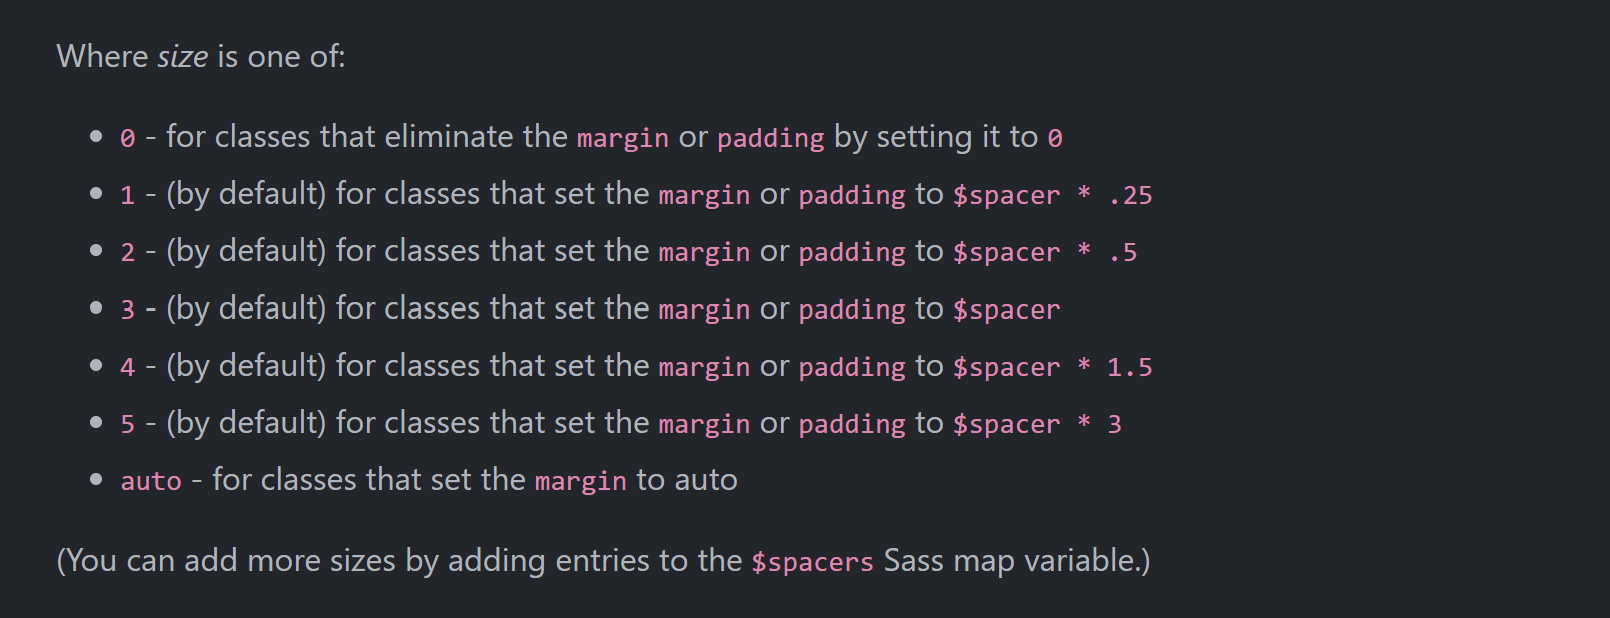 Where size is one of:
0 - for classes that eliminate the margin or padding by setting it to 0
1 - (by default) for classes that set the margin or padding to $spacer * .25
2 - (by default) for classes that set the margin or padding to $spacer * .5
3 - (by default) for classes that set the margin or padding to $spacer
4 - (by default) for classes that set the margin or padding to $spacer * 1.5
5 - (by default) for classes that set the margin or padding to $spacer * 3
auto - for classes that set the margin to auto
(You can add more sizes by adding entries to the $spacers Sass map variable.)